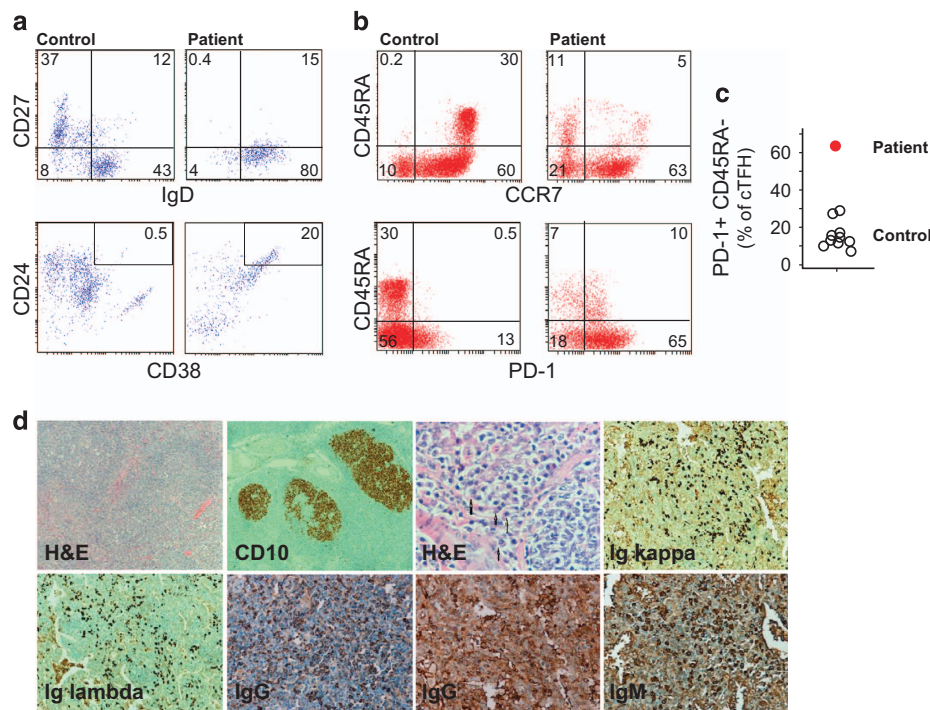 a
Control Patient
37 12
8 43
0.4 15
4 80
CD27
IgD
0.5
20
CD24
CD38
b
Control Patient
0.2 30
10 60
11 5
21 63
CD45RA
CCR7
30 0.5
56 13
7 10
18 65
CD45RA
PD-1
c
PD-1+ CD45RA-
(% of cTFH)
60
40
20
0
Patient
Control
d
H&E
CD10
H&E
Ig kappa
Ig lambda
IgG
IgG
IgM